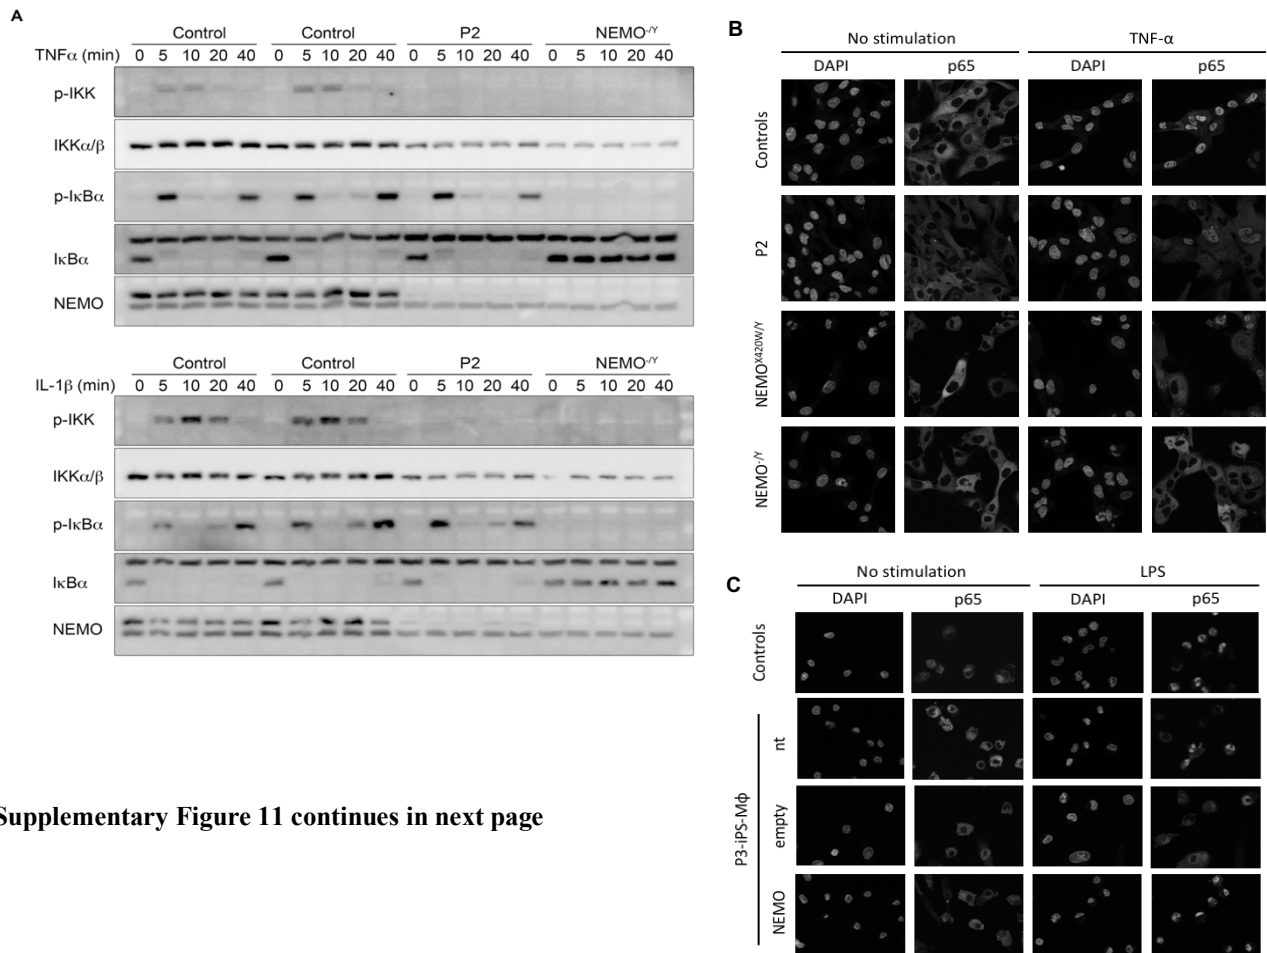 A
Control Control P2 NEMO-/Y
TNFα (min) 0 5 10 20 40 0 5 10 20 40 0 5 10 20 40 0 5 10 20 40
p-IKK
IKKα/β
p-IκBα
IκBα
NEMO
Control Control P2 NEMO-/Y
IL-1β (min) 0 5 10 20 40 0 5 10 20 40 0 5 10 20 40 0 5 10 20 40
p-IKK
IKKα/β
p-IκBα
IκBα
NEMO
Supplementary Figure 11 continues in next page
B
No stimulation TNF-α
DAPI p65 DAPI p65
Controls
P2
NEMOX420W/Y
NEMO-/Y
C
No stimulation LPS
DAPI p65 DAPI p65
Controls
P3-iPS-Mϕ
nt
empty
NEMO